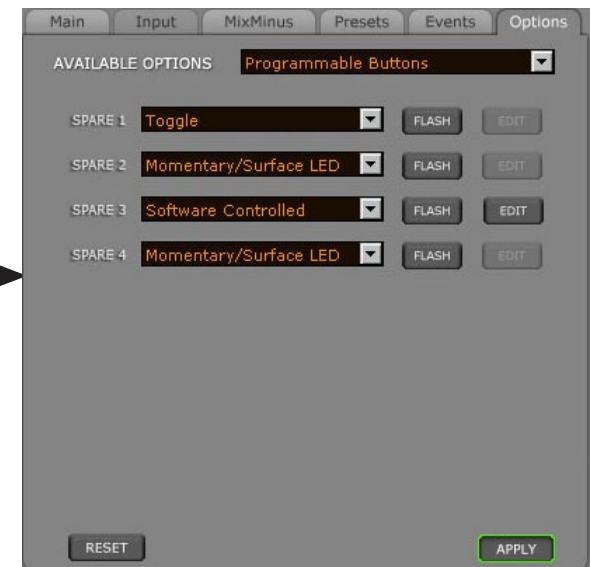 Main Input MixMinus Presets Events Options
AVAILABLE OPTIONS Programmable Buttons
SPARE 1 Toggle FLASH EDIT
SPARE 2 Momentary/Surface LED FLASH EDIT
SPARE 3 Software Controlled FLASH EDIT
SPARE 4 Momentary/Surface LED FLASH EDIT
RESET APPLY